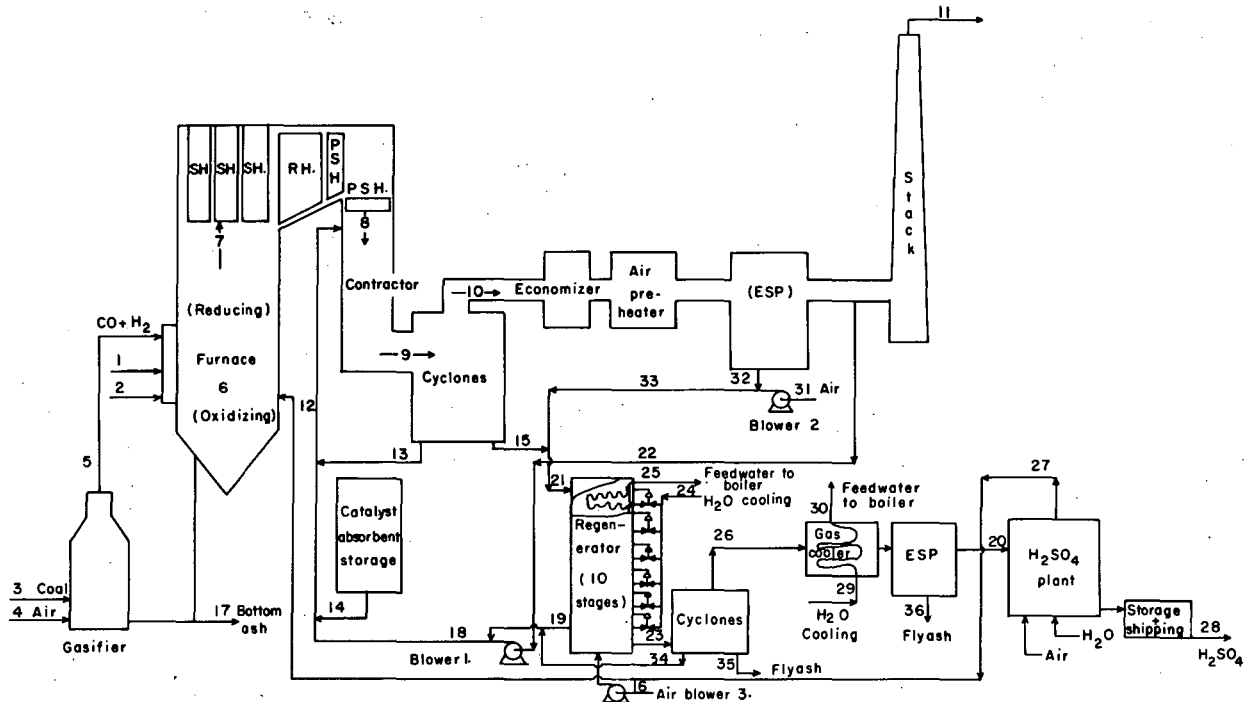 11
SH
SH.
SH.
R H.
P
S
H
P S H.
8
7
Stack
(Reducing)
Contractor
10
Economizer
Air
pre-
heater
(ESP)
CO+ H2
1
2
Furnace
6
(Oxidizing)
9
Cyclones
12
32
33
31 Air
Blower 2
5
13
15
22
21
25
Feedwater to
boiler
24
H2O cooling
27
Feedwater
to boiler
30
Catalyst
absorbent
storage
Regen-
erator
(10
stages)
26
Gas
cooler
ESP
20
H2SO4
plant
3 Coal
4 Air
Gasifier
17 Bottom
ash
14
18
19
Blower 1.
23
Cyclones
34
35
Flyash
29
H2O
Cooling
36
Flyash
Air
H2O
Storage
+
shipping
28
H2SO4
16
Air blower 3.